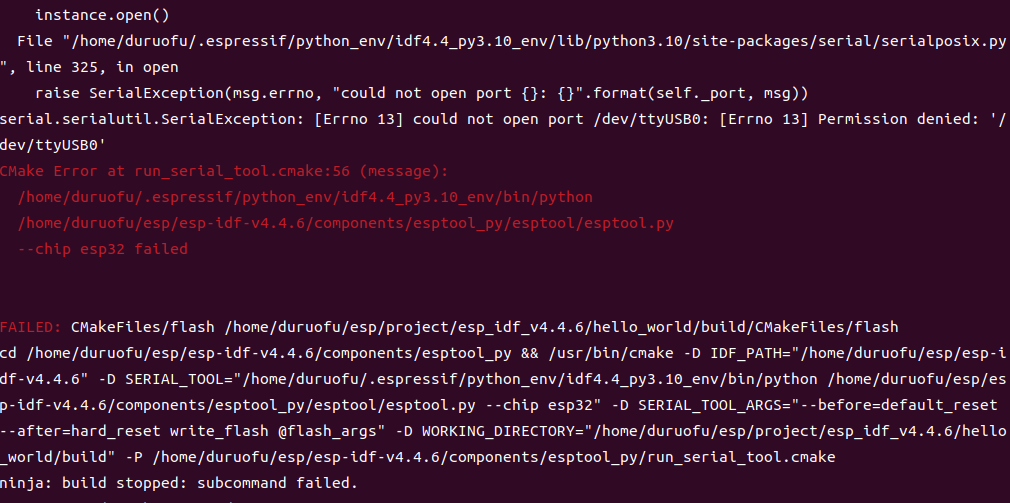 instance.open()
File "/home/duruofu/.espressif/python_env/idf4.4_py3.10_env/lib/python3.10/site-packages/serial/serialposix.py
", line 325, in open
raise SerialException(msg.errno, "could not open port {}: {}".format(self._port, msg))
serial.serialutil.SerialException: [Errno 13] could not open port /dev/ttyUSB0: [Errno 13] Permission denied: '/
dev/ttyUSB0'
CMake Error at run_serial_tool.cmake:56 (message):
/home/duruofu/.espressif/python_env/idf4.4_py3.10_env/bin/python
/home/duruofu/esp/esp-idf-v4.4.6/components/esptool_py/esptool/esptool.py
--chip esp32 failed
FAILED: CMakeFiles/flash /home/duruofu/esp/project/esp_idf_v4.4.6/hello_world/build/CMakeFiles/flash
cd /home/duruofu/esp/esp-idf-v4.4.6/components/esptool_py && /usr/bin/cmake -D IDF_PATH="/home/duruofu/esp/esp-i
df-v4.4.6" -D SERIAL_TOOL="/home/duruofu/.espressif/python_env/idf4.4_py3.10_env/bin/python /home/duruofu/esp/es
p-idf-v4.4.6/components/esptool_py/esptool/esptool.py --chip esp32" -D SERIAL_TOOL_ARGS="--before=default_reset
--after=hard_reset write_flash @flash_args" -D WORKING_DIRECTORY="/home/duruofu/esp/project/esp_idf_v4.4.6/hello
_world/build" -P /home/duruofu/esp/esp-idf-v4.4.6/components/esptool_py/run_serial_tool.cmake
ninja: build stopped: subcommand failed.